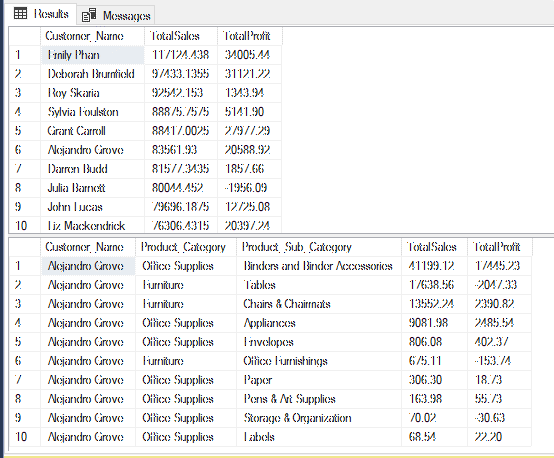 Results Messages
Customer_Name TotalSales TotalProfit
1 Emily Phan 117124.438 34005.44
2 Deborah Brumfield 97433.1355 31121.22
3 Roy Skaria 92542.153 1343.94
4 Sylvia Foulston 88875.7575 5141.90
5 Grant Carroll 88417.0025 27977.29
6 Alejandro Grove 83561.93 20588.92
7 Darren Budd 81577.3435 1857.66
8 Julia Barnett 80044.452 -1956.09
9 John Lucas 79696.1875 12725.08
10 Liz Mackendrick 76306.4315 20397.24
Customer_Name Product_Category Product_Sub_Category TotalSales TotalProfit
1 Alejandro Grove Office Supplies Binders and Binder Accessories 41199.12 17445.23
2 Alejandro Grove Furniture Tables 17638.56 -2047.33
3 Alejandro Grove Furniture Chairs & Chairmats 13552.24 2390.82
4 Alejandro Grove Office Supplies Appliances 9081.98 2485.54
5 Alejandro Grove Office Supplies Envelopes 806.08 402.37
6 Alejandro Grove Furniture Office Furnishings 675.11 -153.74
7 Alejandro Grove Office Supplies Paper 306.30 18.73
8 Alejandro Grove Office Supplies Pens & Art Supplies 163.98 55.73
9 Alejandro Grove Office Supplies Storage & Organization 70.02 -30.63
10 Alejandro Grove Office Supplies Labels 68.54 22.20